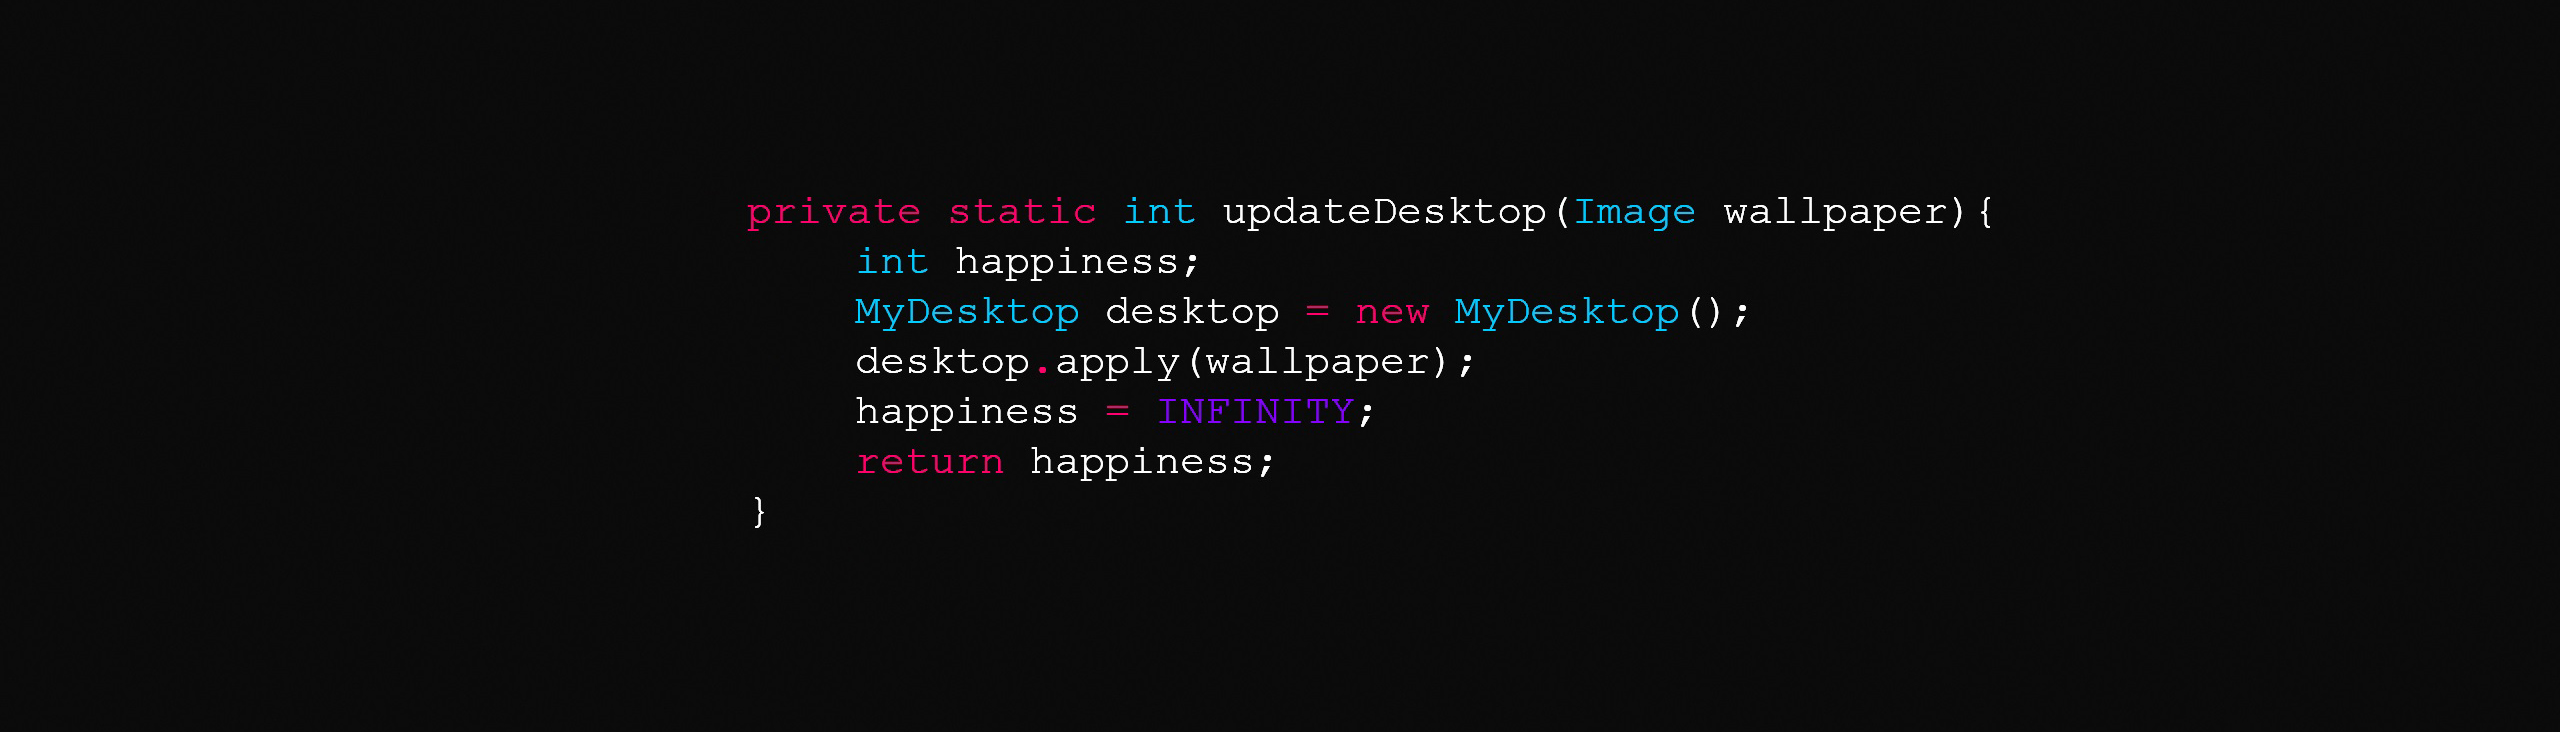 private static int updateDesktop(Image wallpaper){
int happiness;
MyDesktop desktop = new MyDesktop();
desktop.apply(wallpaper);
happiness = INFINITY;
return happiness;
}